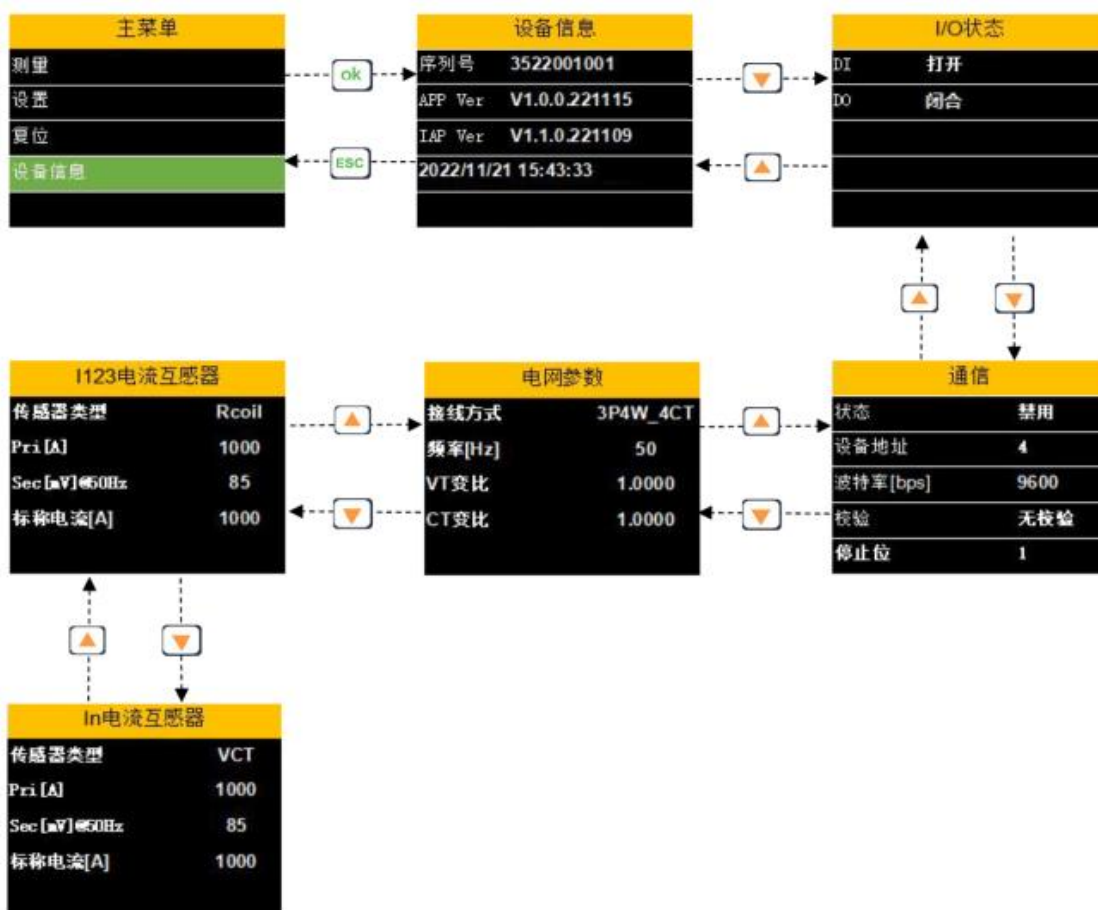 主菜单
测量
设置
复位
设备信息
ok
ESC
设备信息
序列号 3522001001
APP Ver V1.0.0.221115
IAP Ver V1.1.0.221109
2022/11/21 15:43:33
I/O状态
DI 打开
DO 闭合
I123电流互感器
传感器类型 Rcoil
Pri[A] 1000
Sec[mV]@50Hz 85
标称电流[A] 1000
电网参数
接线方式 3P4W_4CT
频率[Hz] 50
VT变比 1.0000
CT变比 1.0000
通信
状态 禁用
设备地址 4
波特率[bps] 9600
校验 无校验
停止位 1
In电流互感器
传感器类型 VCT
Pri[A] 1000
Sec[mV]@50Hz 85
标称电流[A] 1000